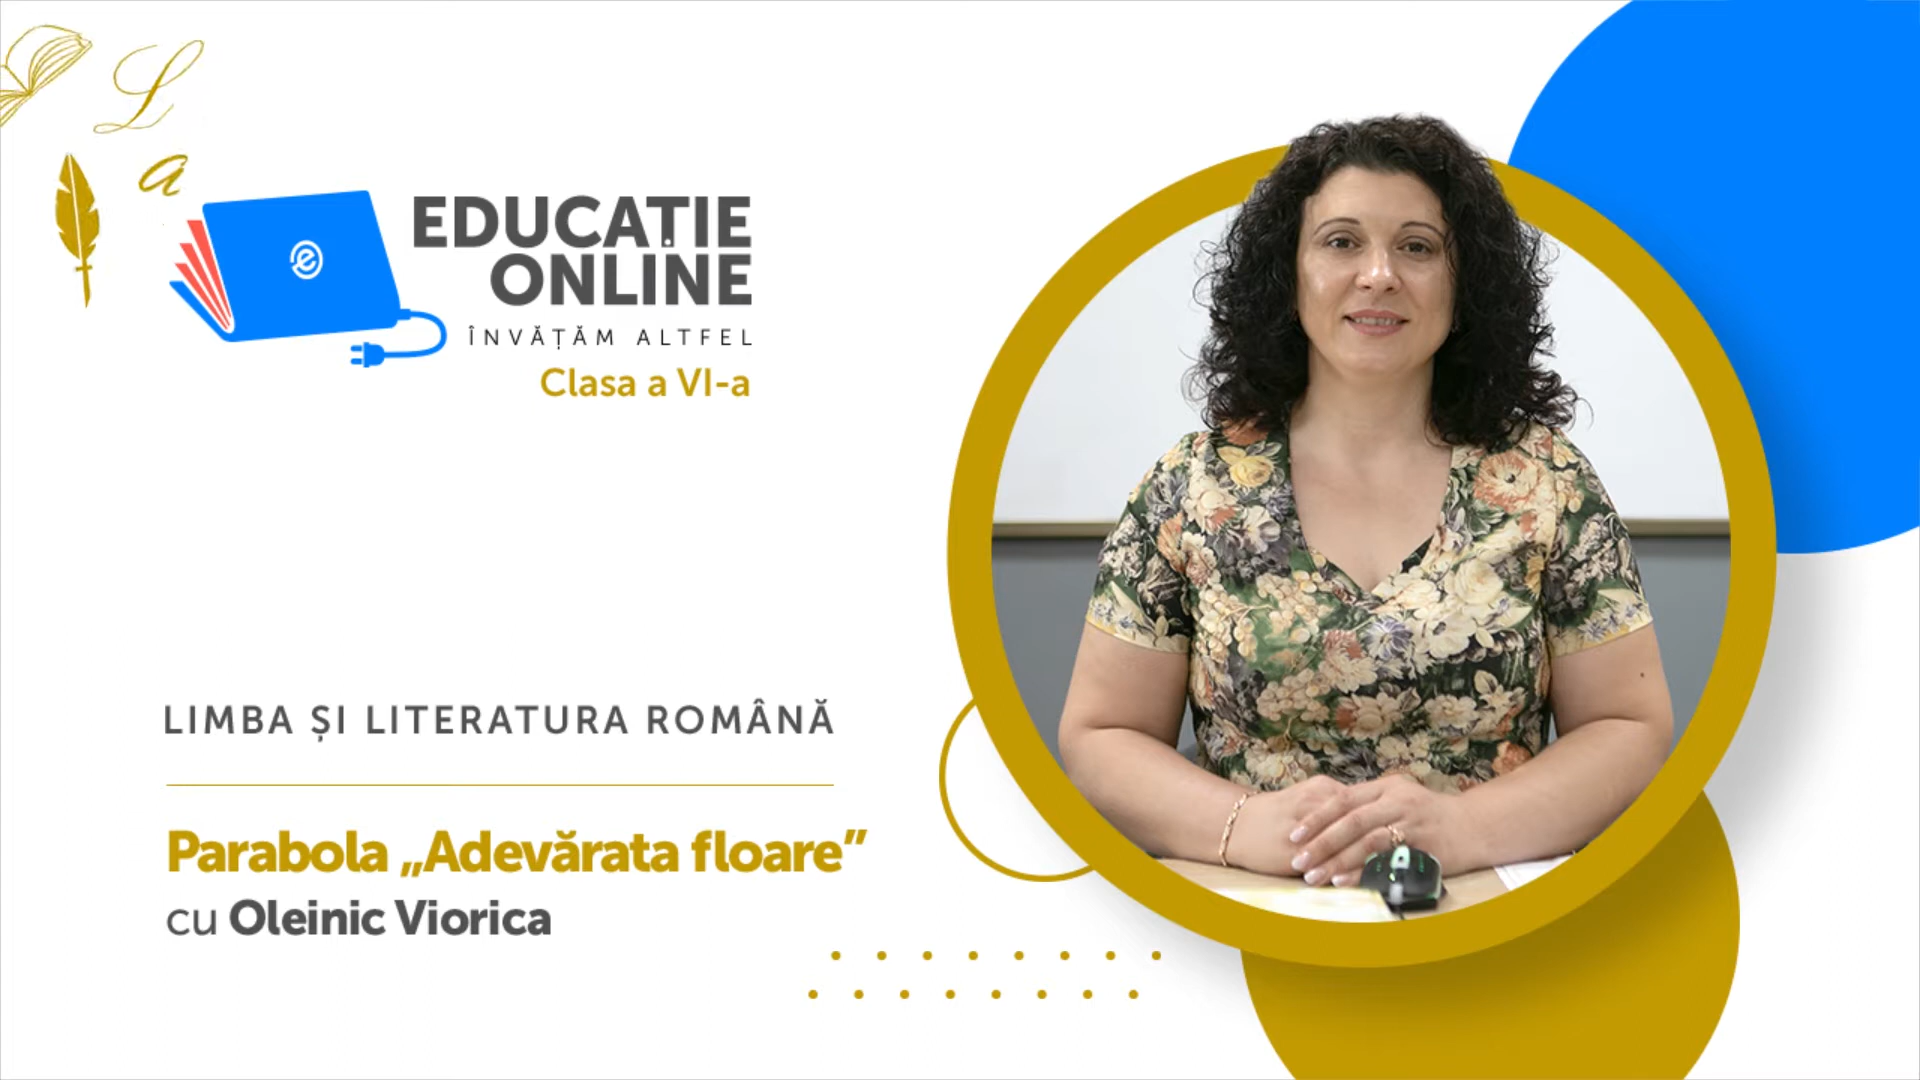 L
a
e
EDUCAȚIE
ONLINE
ÎNVĂȚĂM ALTFEL
Clasa a VI-a
LIMBA ȘI LITERATURA ROMÂNĂ
Parabola „Adevărata floare”
cu Oleinic Viorica